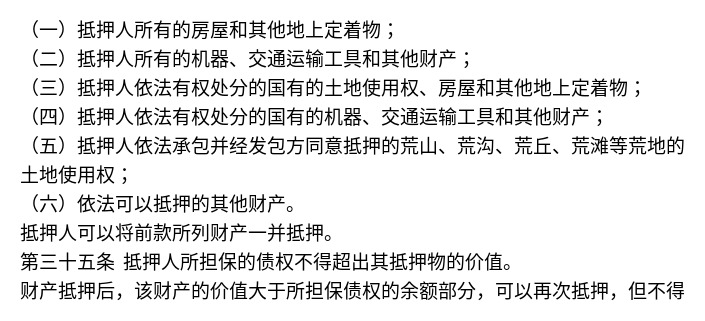 （一）抵押人所有的房屋和其他地上定着物；
（二）抵押人所有的机器、交通运输工具和其他财产；
（三）抵押人依法有权处分的国有的土地使用权、房屋和其他地上定着物；
（四）抵押人依法有权处分的国有的机器、交通运输工具和其他财产；
（五）抵押人依法承包并经发包方同意抵押的荒山、荒沟、荒丘、荒滩等荒地的
土地使用权；
（六）依法可以抵押的其他财产。
抵押人可以将前款所列财产一并抵押。
第三十五条 抵押人所担保的债权不得超出其抵押物的价值。
财产抵押后，该财产的价值大于所担保债权的余额部分，可以再次抵押，但不得